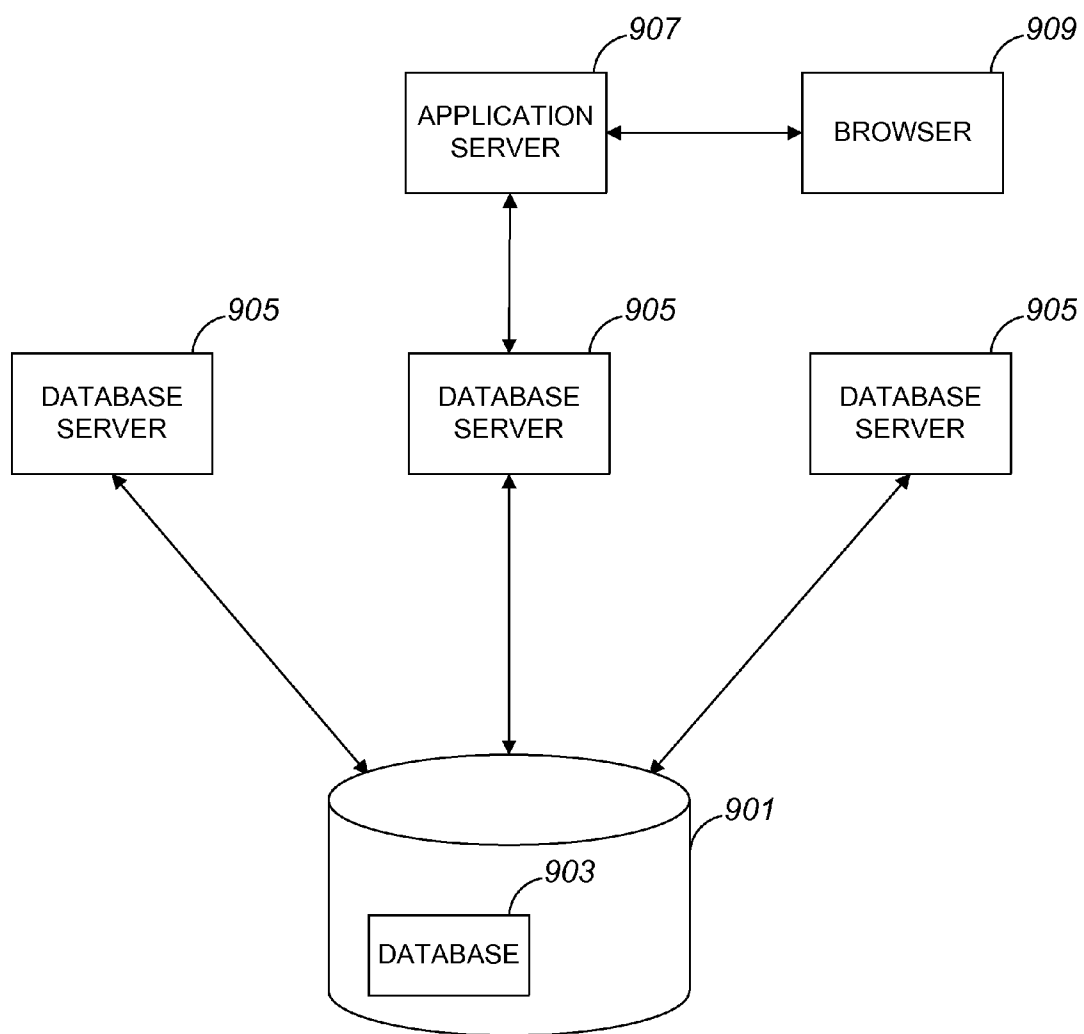 907
909
APPLICATION
SERVER
BROWSER
905
905
905
DATABASE
SERVER
DATABASE
SERVER
DATABASE
SERVER
901
903
DATABASE